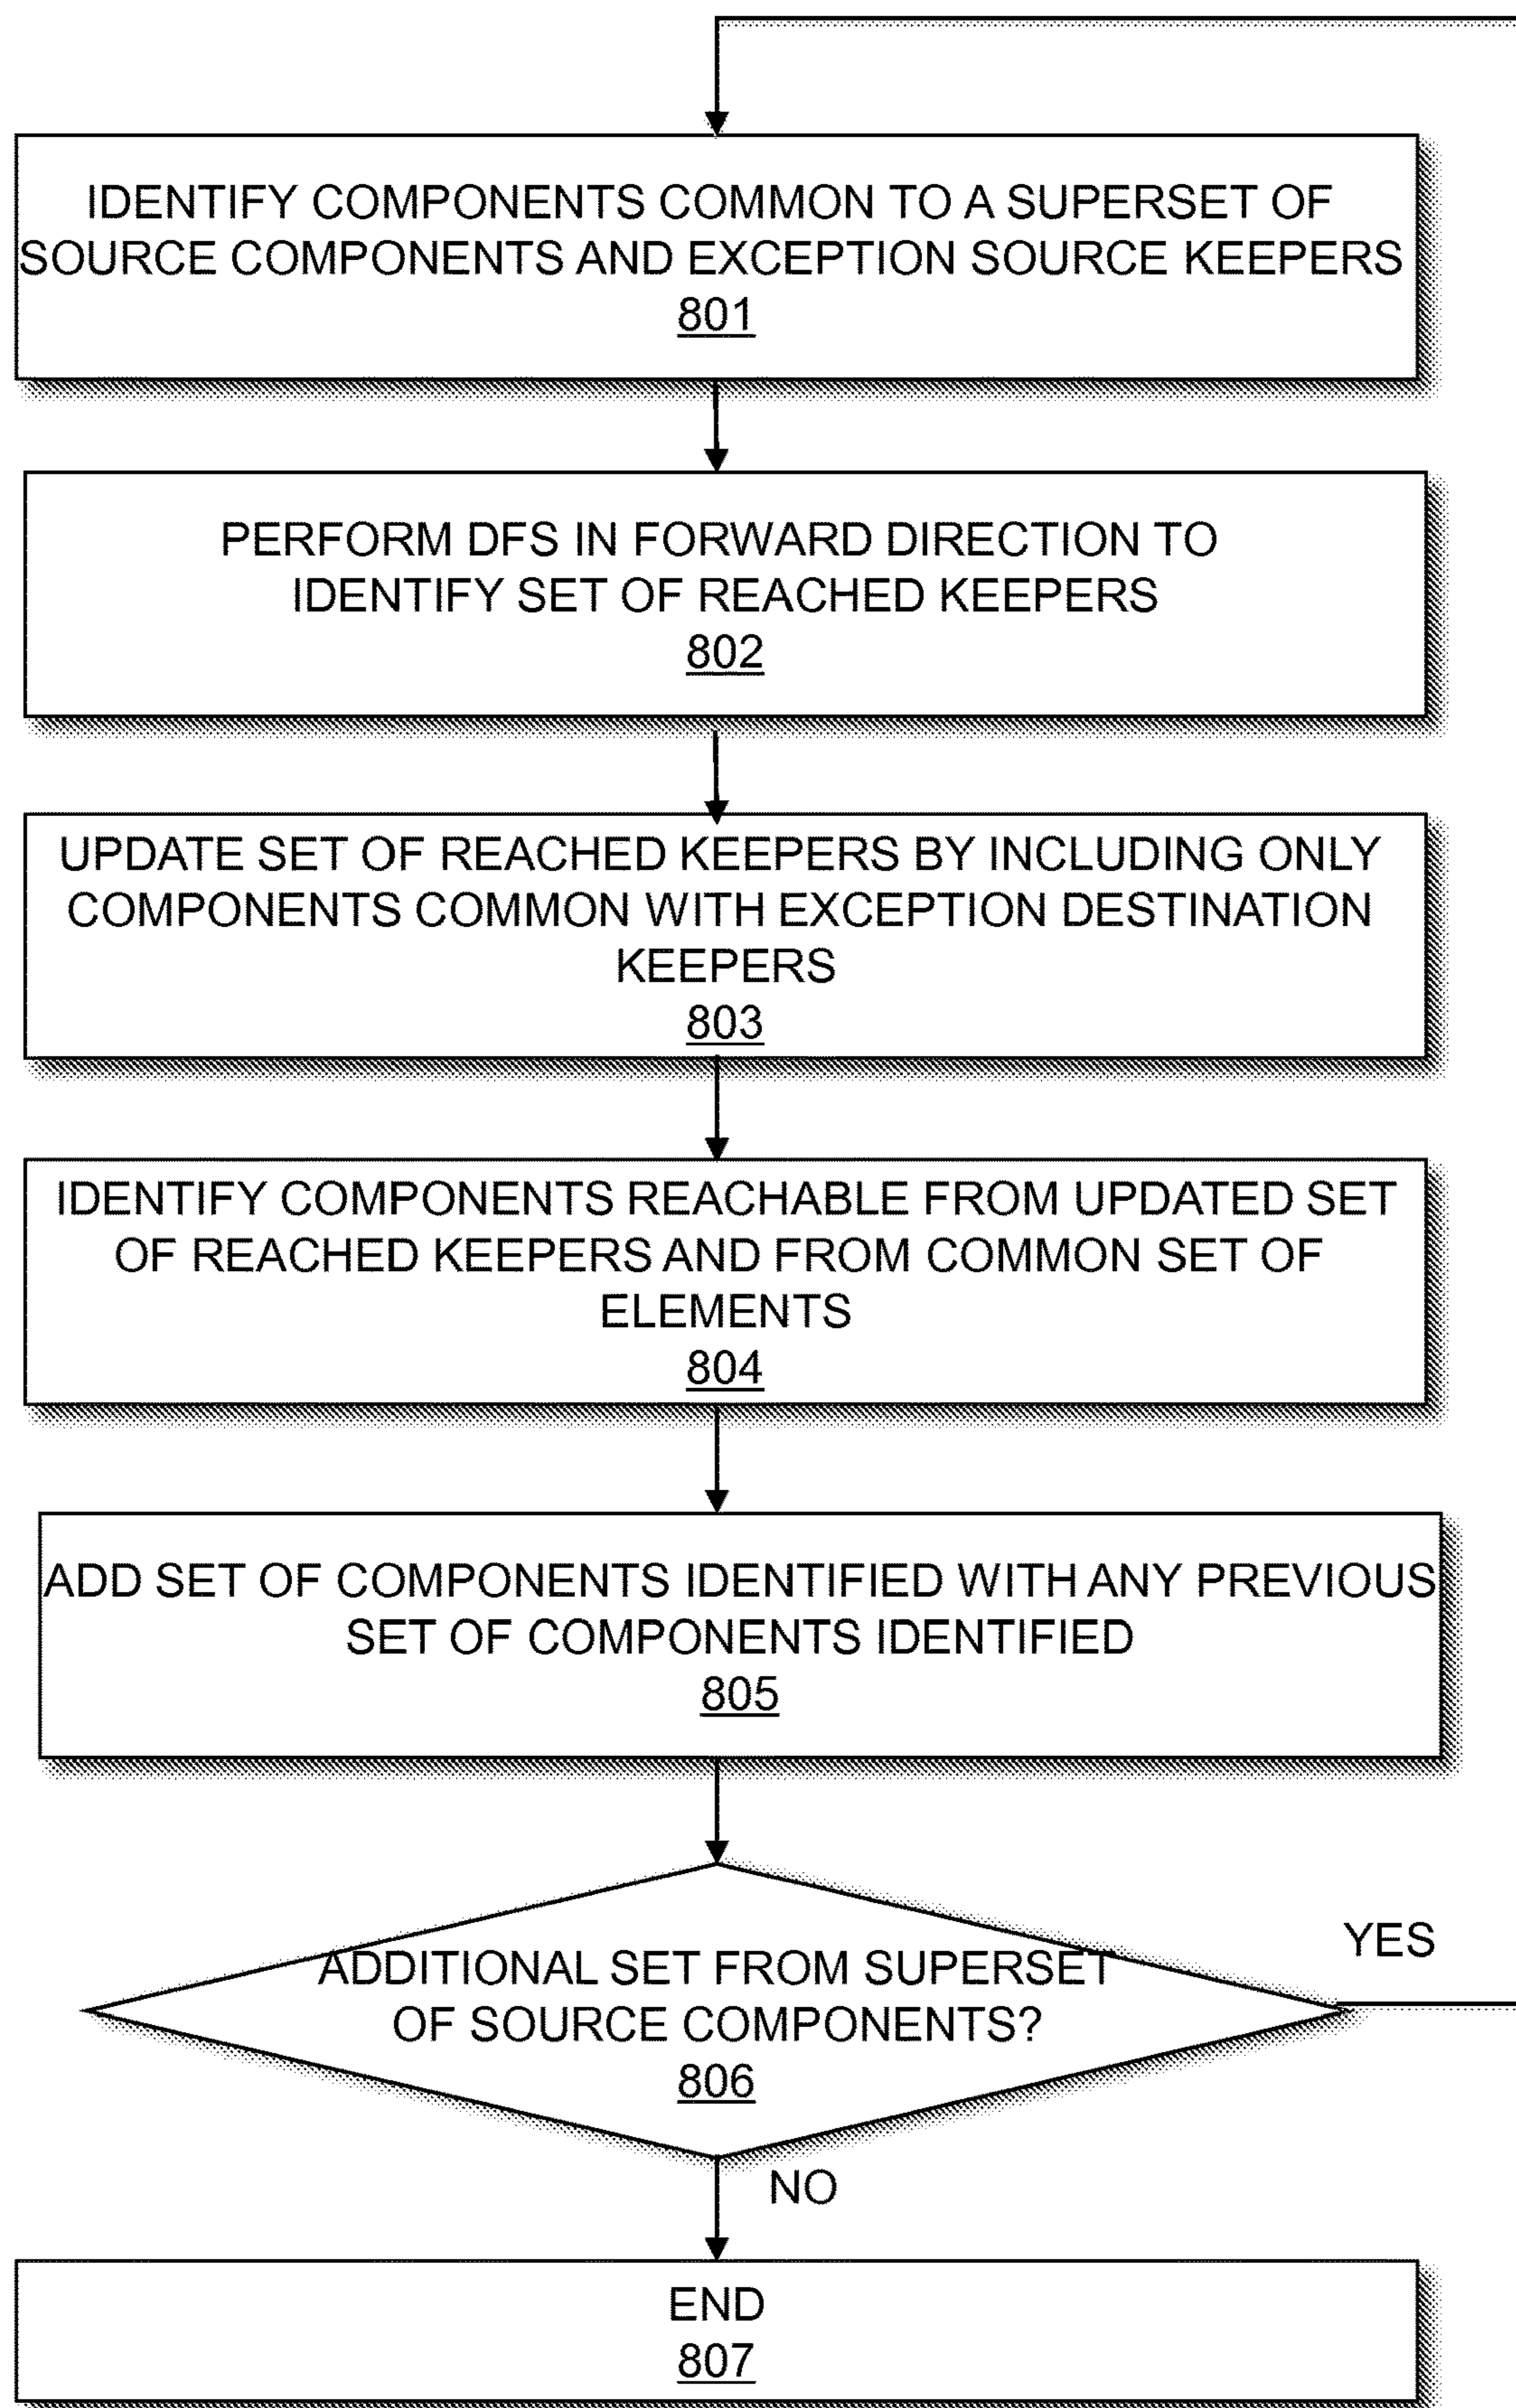 IDENTIFY COMPONENTS COMMON TO A SUPERSET OF
SOURCE COMPONENTS AND EXCEPTION SOURCE KEEPERS
801
PERFORM DFS IN FORWARD DIRECTION TO
IDENTIFY SET OF REACHED KEEPERS
802
UPDATE SET OF REACHED KEEPERS BY INCLUDING ONLY
COMPONENTS COMMON WITH EXCEPTION DESTINATION
KEEPERS
803
IDENTIFY COMPONENTS REACHABLE FROM UPDATED SET
OF REACHED KEEPERS AND FROM COMMON SET OF
ELEMENTS
804
ADD SET OF COMPONENTS IDENTIFIED WITH ANY PREVIOUS
SET OF COMPONENTS IDENTIFIED
805
YES
ADDITIONAL SET FROM SUPERSET
OF SOURCE COMPONENTS?
806
NO
END
807